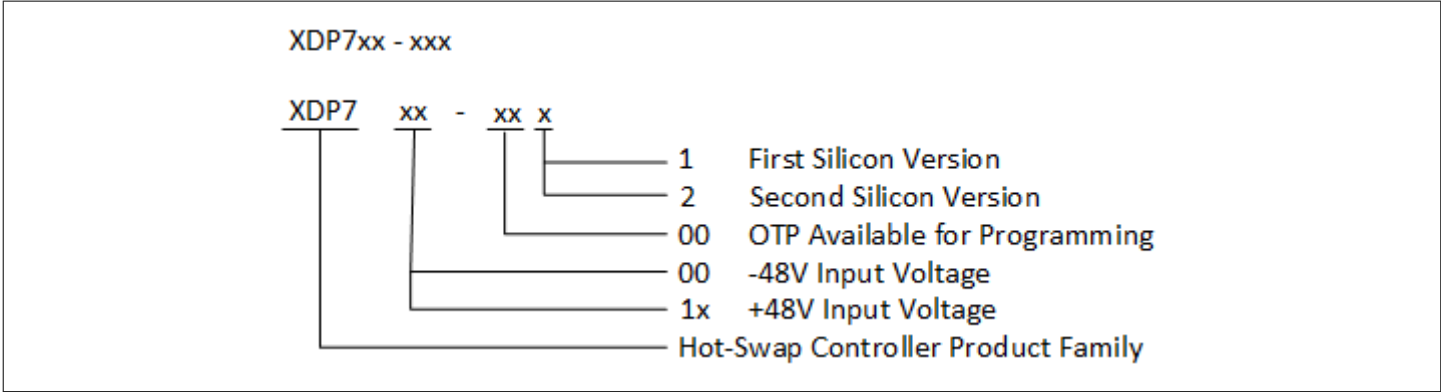 XDP7xx - xxx
XDP7 xx - xx x
1 First Silicon Version
2 Second Silicon Version
00 OTP Available for Programming
00 -48V Input Voltage
1x +48V Input Voltage
Hot-Swap Controller Product Family